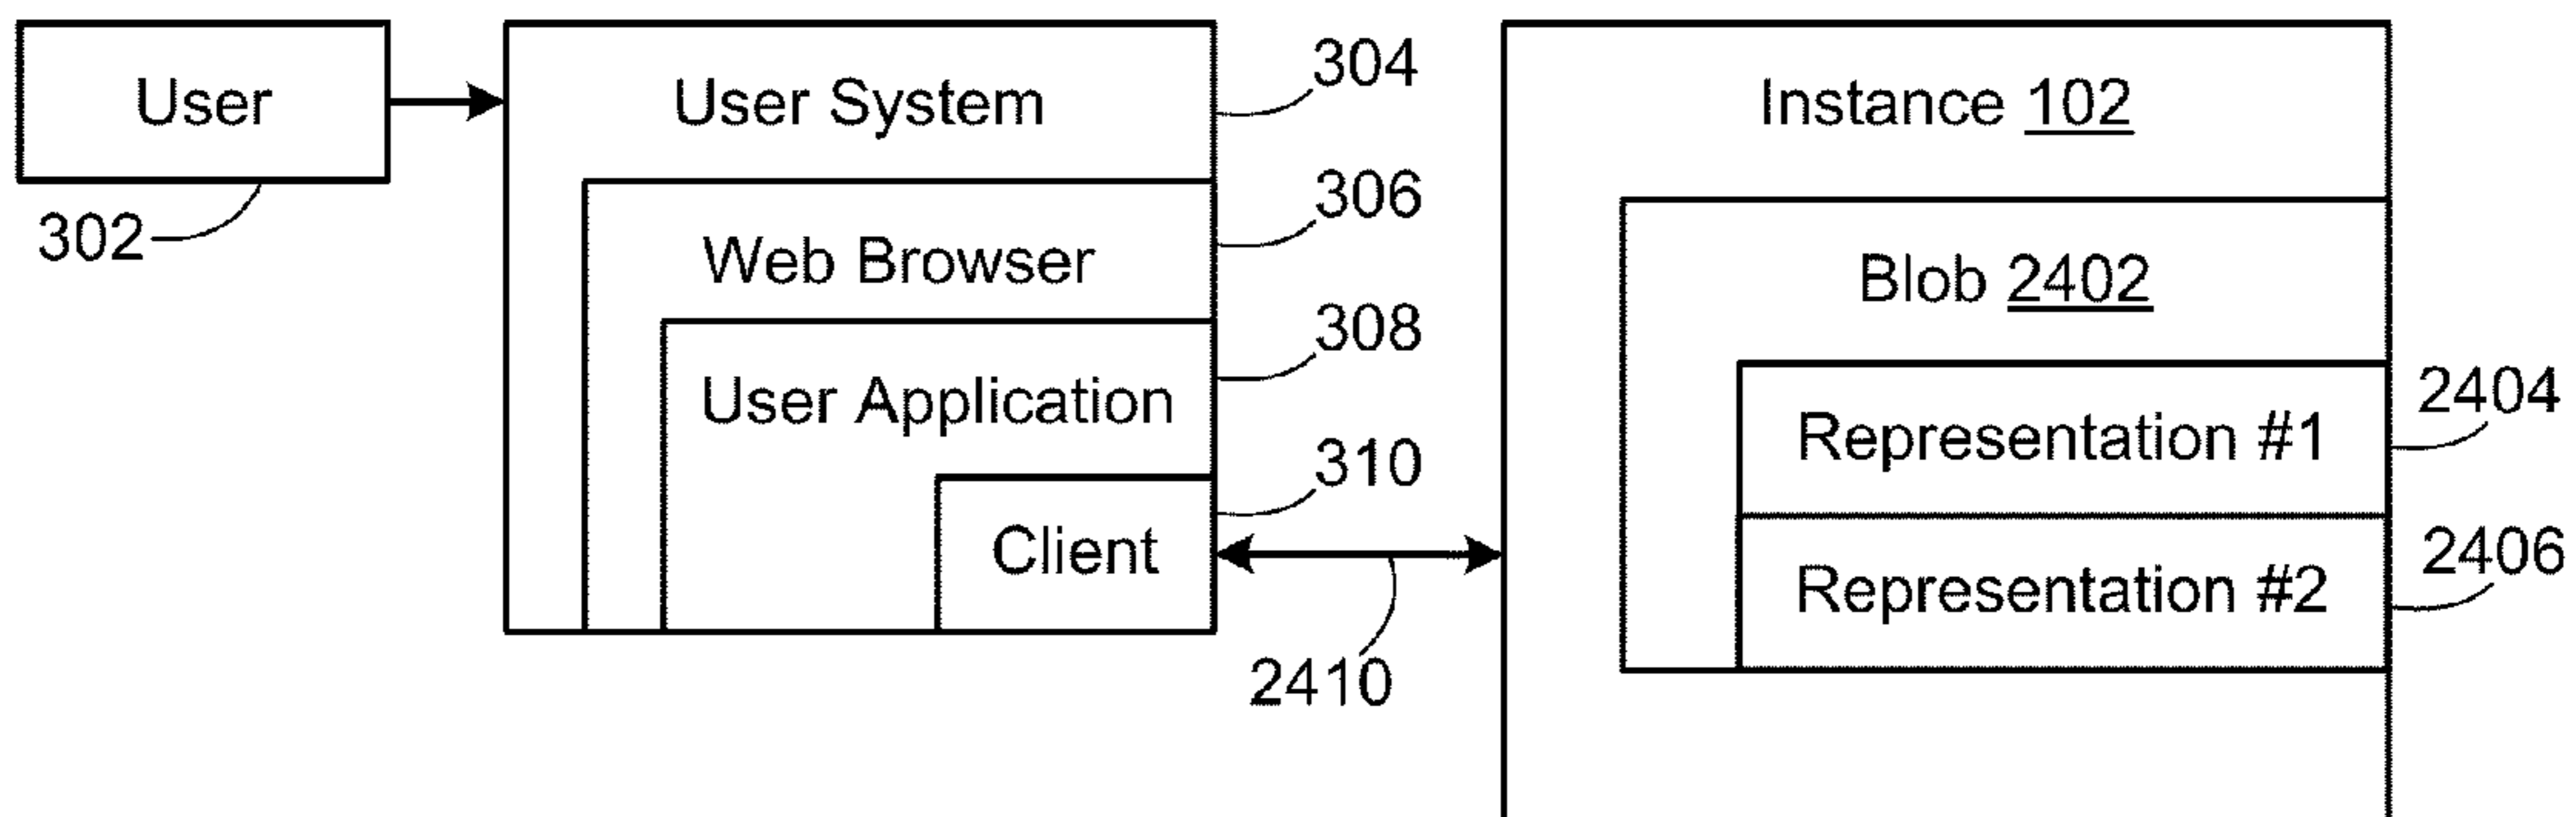 User
302
User System
304
Web Browser
306
User Application
308
Client
310
2410
Instance 102
Blob 2402
Representation #1
2404
Representation #2
2406